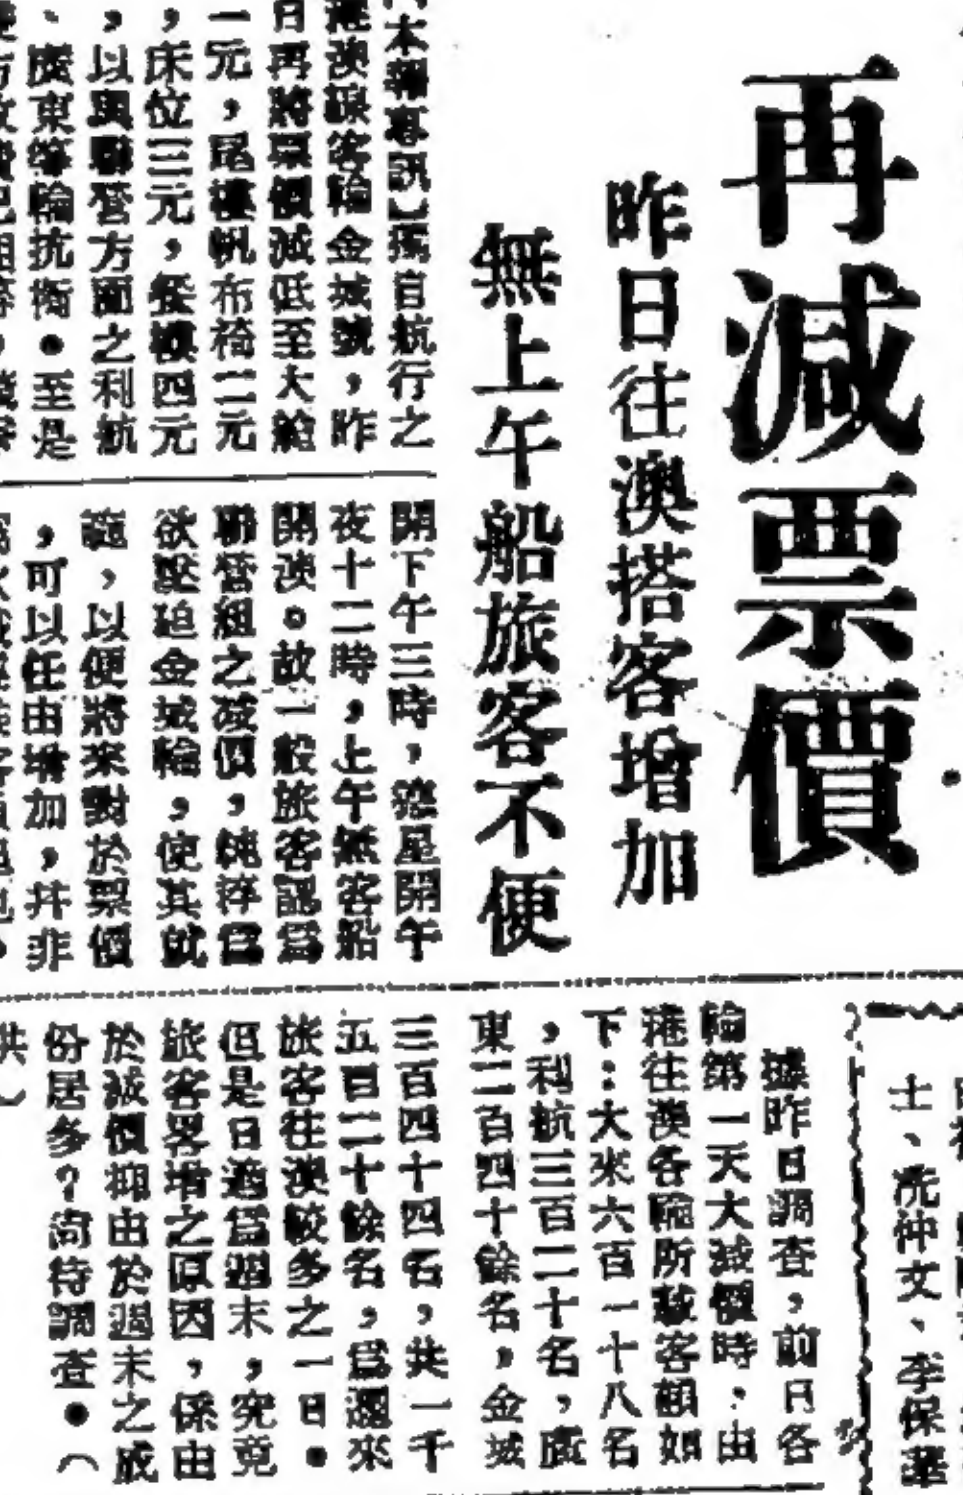 再減票價
昨日往澳搭客增加
無上午船旅客不便
本報專訊】獨自航行之
港澳線客輪金城號，昨
日再將票價減低至大艙
一元，尾樓帆布椅二元
，床位三元，餐樓四元
，以與聯營方面之利航
、廣東等輪抗衡。至是
開下午三時，德星開午
夜十二時，上午無客船
開澳。故一般旅客認爲
聯營組之減價，純粹爲
欲壓迫金城輪，使其就
範，以便將來對於票價
，可以任由增加，幷非
據昨日調查，前日各
輪第一天大減價時，由
港往澳各輪所載客額如
下：大來六百一十八名
，利航三百二十名，廣
東二百四十餘名，金城
三百四十四名，共一千
五百二十餘名，爲邇來
旅客往澳較多之一日。
但是日適爲週末，究竟
旅客畧增之原因，係由
於減價抑由於週末之成
份居多？尚待調查。（
洪）
士、冼仲文、李保